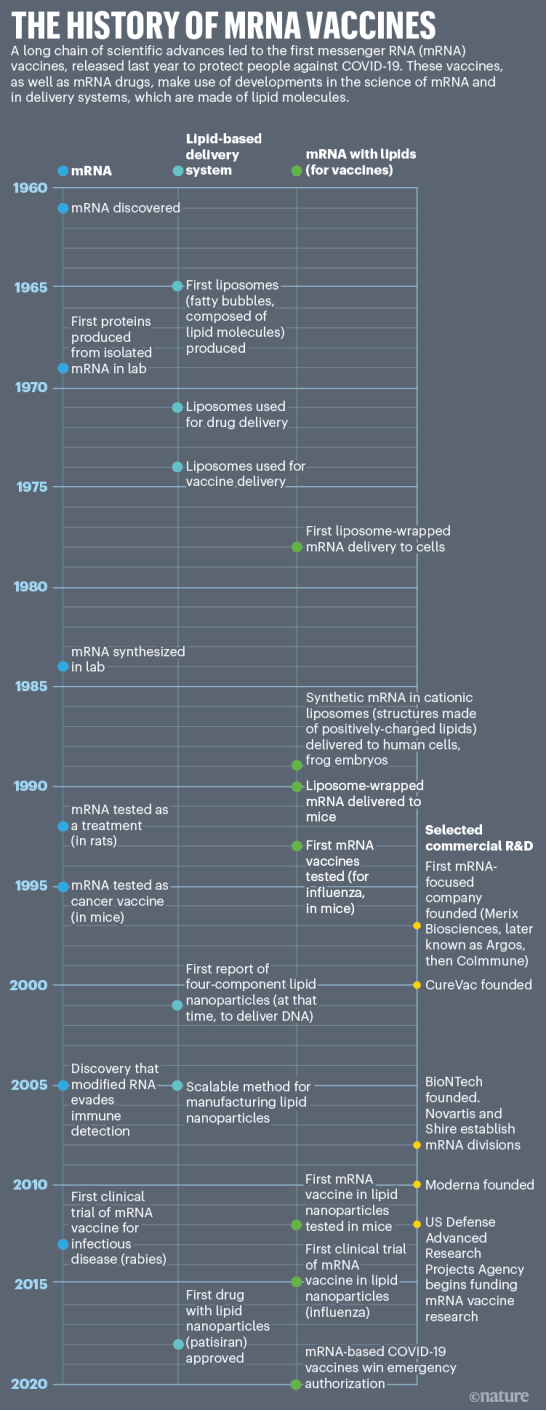 THE HISTORY OF MRNA VACCINES
A long chain of scientific advances led to the first messenger RNA (mRNA)
vaccines, released last year to protect people against COVID-19. These vaccines,
as well as mRNA drugs, make use of developments in the science of mRNA and
in delivery systems, which are made of lipid molecules.
mRNA
Lipid-based
delivery
system
mRNA with lipids
(for vaccines)
1960
mRNA discovered
1965
First liposomes
(fatty bubbles,
composed of
lipid molecules)
produced
First proteins
produced
from isolated
mRNA in lab
1970
Liposomes used
for drug delivery
Liposomes used for
vaccine delivery
1975
First liposome-wrapped
mRNA delivery to cells
1980
mRNA synthesized
in lab
1985
Synthetic mRNA in cationic
liposomes (structures made
of positively-charged lipids)
delivered to human cells,
frog embryos
1990
Liposome-wrapped
mRNA delivered to
mice
mRNA tested as
a treatment
(in rats)
First mRNA
vaccines
tested (for
influenza,
in mice)
Selected
commercial R&D
First mRNA-
focused
company
founded (Merix
Biosciences, later
known as Argos,
then CoImmune)
1995
mRNA tested as
cancer vaccine
(in mice)
2000
CureVac founded
First report of
four-component lipid
nanoparticles (at that
time, to deliver DNA)
2005
Discovery that
modified RNA
evades
immune
detection
Scalable method for
manufacturing lipid
nanoparticles
BioNTech
founded.
Novartis and
Shire establish
mRNA divisions
2010
Moderna founded
First mRNA
vaccine in lipid
nanoparticles
tested in mice
First clinical
trial of mRNA
vaccine for
infectious
disease (rabies)
US Defense
Advanced
Research
Projects Agency
begins funding
mRNA vaccine
research
2015
First clinical trial
of mRNA
vaccine in lipid
nanoparticles
(influenza)
First drug
with lipid
nanoparticles
(patisiran)
approved
mRNA-based COVID-19
vaccines win emergency
authorization
2020
©nature